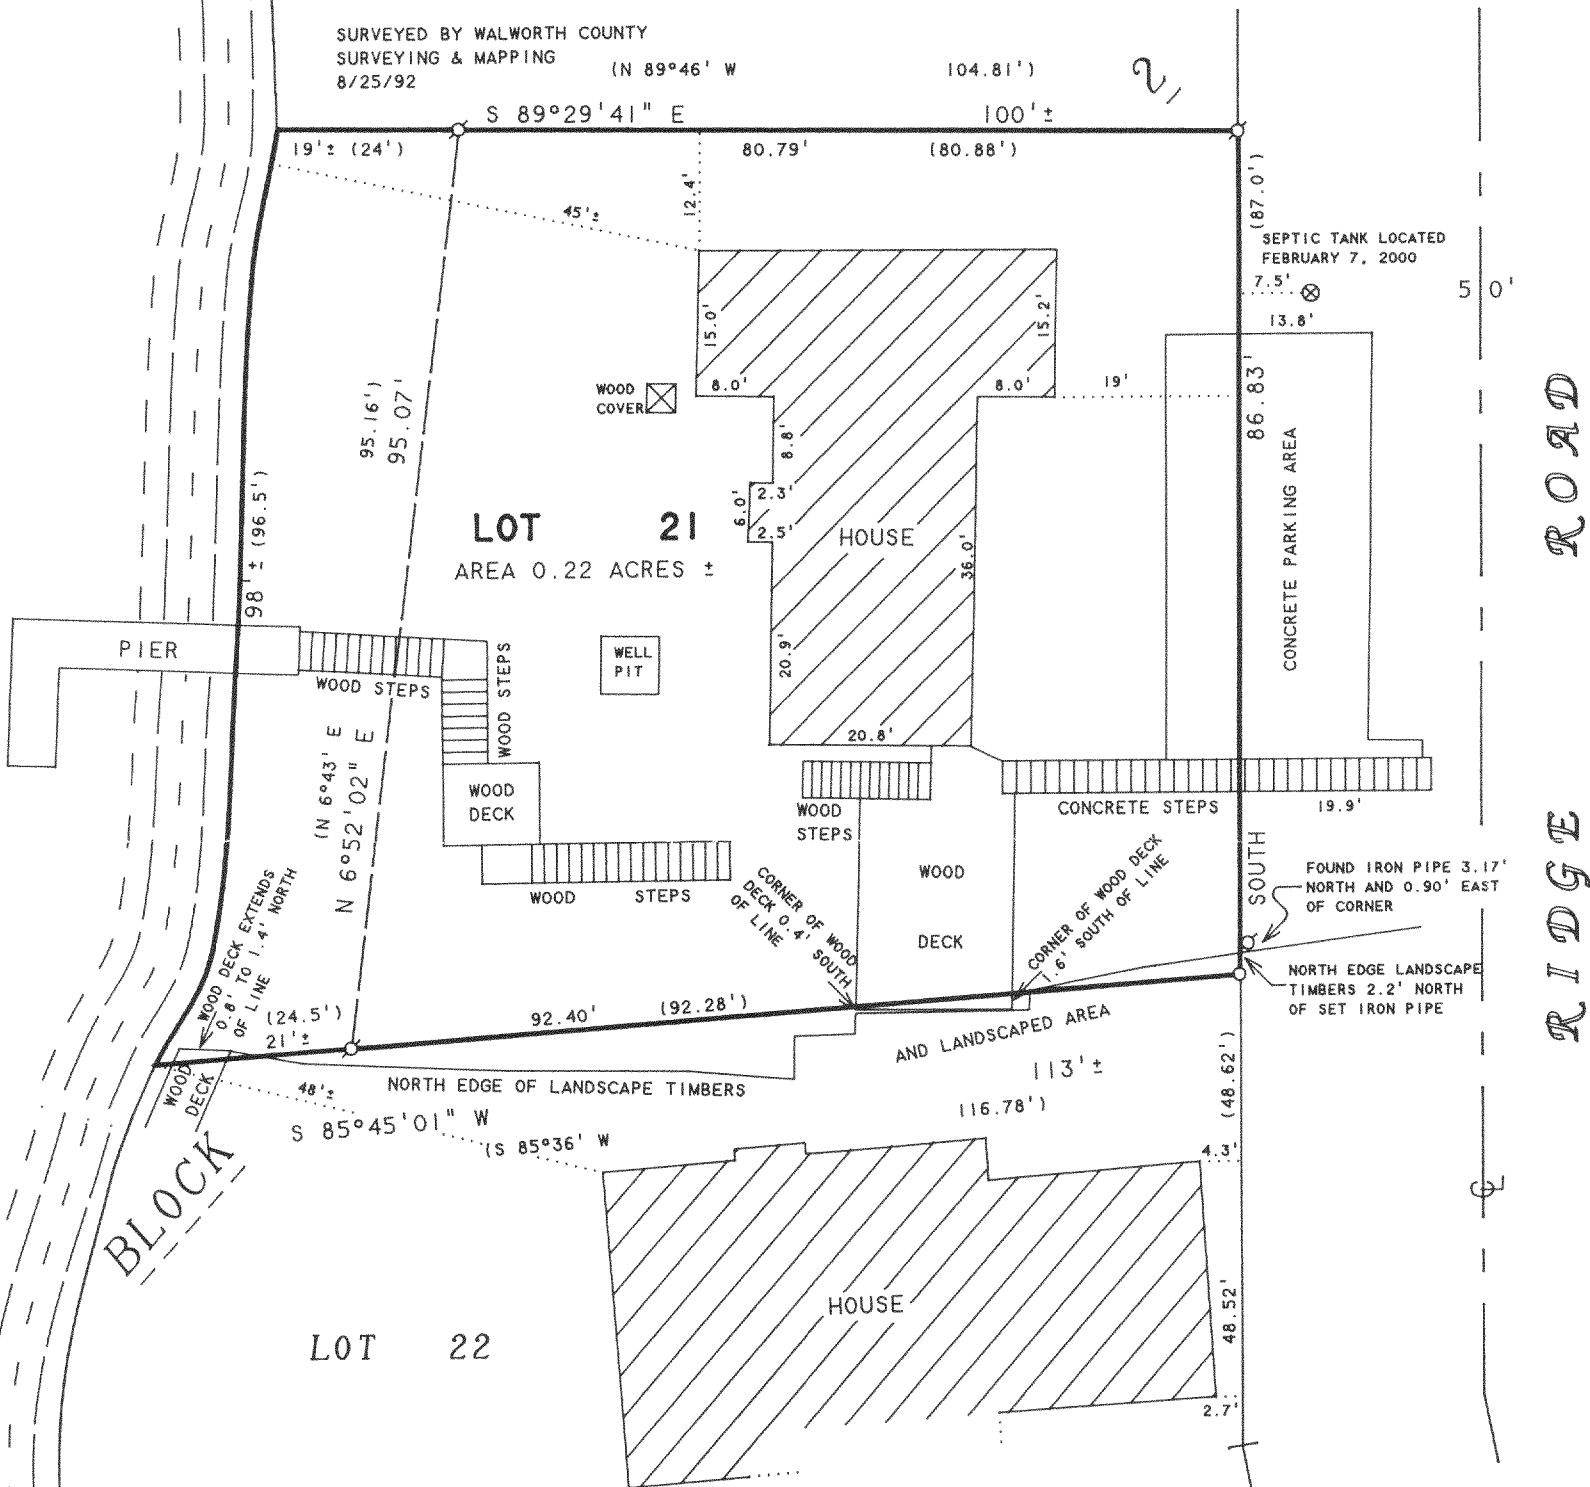 SURVEYED BY WALWORTH COUNTY
SURVEYING & MAPPING
8/25/92
(N 89°46' W
104.81')
2,
S 89°29'41" E
100'±
19'± (24')
80.79'
(80.88')
(87.0')
12.4'
45'±
SEPTIC TANK LOCATED
FEBRUARY 7, 2000
7.5'
50'
13.8'
15.0'
15.2'
8.0'
8.0'
19'
WOOD
COVER
86.83'
95.16')
95.07'
8.8'
2.3'
6.0'
2.5'
HOUSE
36.0'
LOT 21
AREA 0.22 ACRES ±
98'± (96.5')
CONCRETE PARKING AREA
RIDGE ROAD
PIER
WOOD STEPS
WOOD STEPS
WELL
PIT
20.9'
20.8'
(N 6°43' E
N 6°52'02" E
WOOD
DECK
WOOD
STEPS
CONCRETE STEPS
19.9'
WOOD STEPS
WOOD
DECK
SOUTH
FOUND IRON PIPE 3.17'
NORTH AND 0.90' EAST
OF CORNER
CORNER OF WOOD
DECK 0.4' SOUTH
OF LINE
CORNER OF WOOD DECK
1.6' SOUTH OF LINE
WOOD DECK EXTENDS
0.8' TO 1.4' NORTH
OF LINE
NORTH EDGE LANDSCAPE
TIMBERS 2.2' NORTH
OF SET IRON PIPE
(24.5')
21'±
92.40'
(92.28')
AND LANDSCAPED AREA
WOOD
DECK
48'±
NORTH EDGE OF LANDSCAPE TIMBERS
113'±
(116.78')
(48.62')
S 85°45'01" W
(S 85°36' W
4.3'
BLOCK
HOUSE
48.52'
LOT 22
2.7'
℄